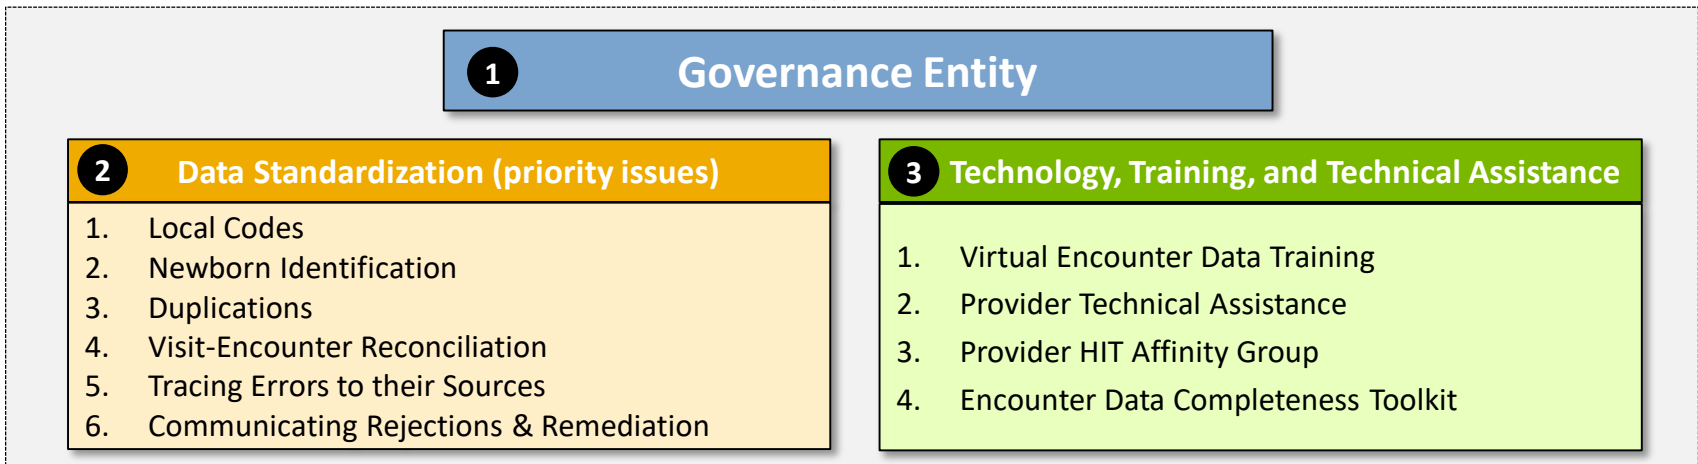 1 Governance Entity
2 Data Standardization (priority issues)
1. Local Codes
2. Newborn Identification
3. Duplications
4. Visit-Encounter Reconciliation
5. Tracing Errors to their Sources
6. Communicating Rejections & Remediation
3 Technology, Training, and Technical Assistance
1. Virtual Encounter Data Training
2. Provider Technical Assistance
3. Provider HIT Affinity Group
4. Encounter Data Completeness Toolkit